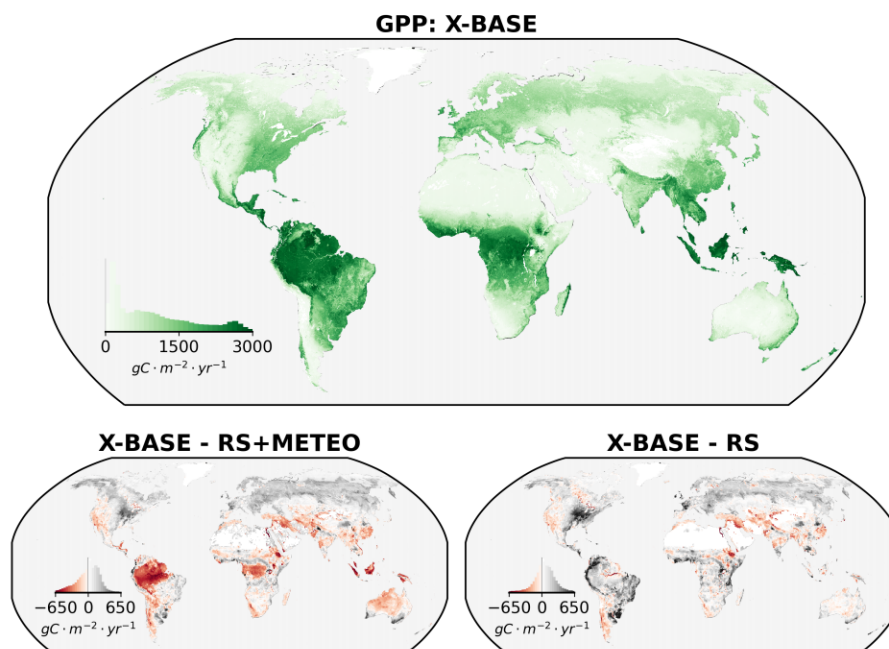 GPP: X-BASE
0 1500 3000
gC · m⁻² · yr⁻¹
X-BASE - RS+METEO
X-BASE - RS
−650 0 650
gC · m⁻² · yr⁻¹
−650 0 650
gC · m⁻² · yr⁻¹